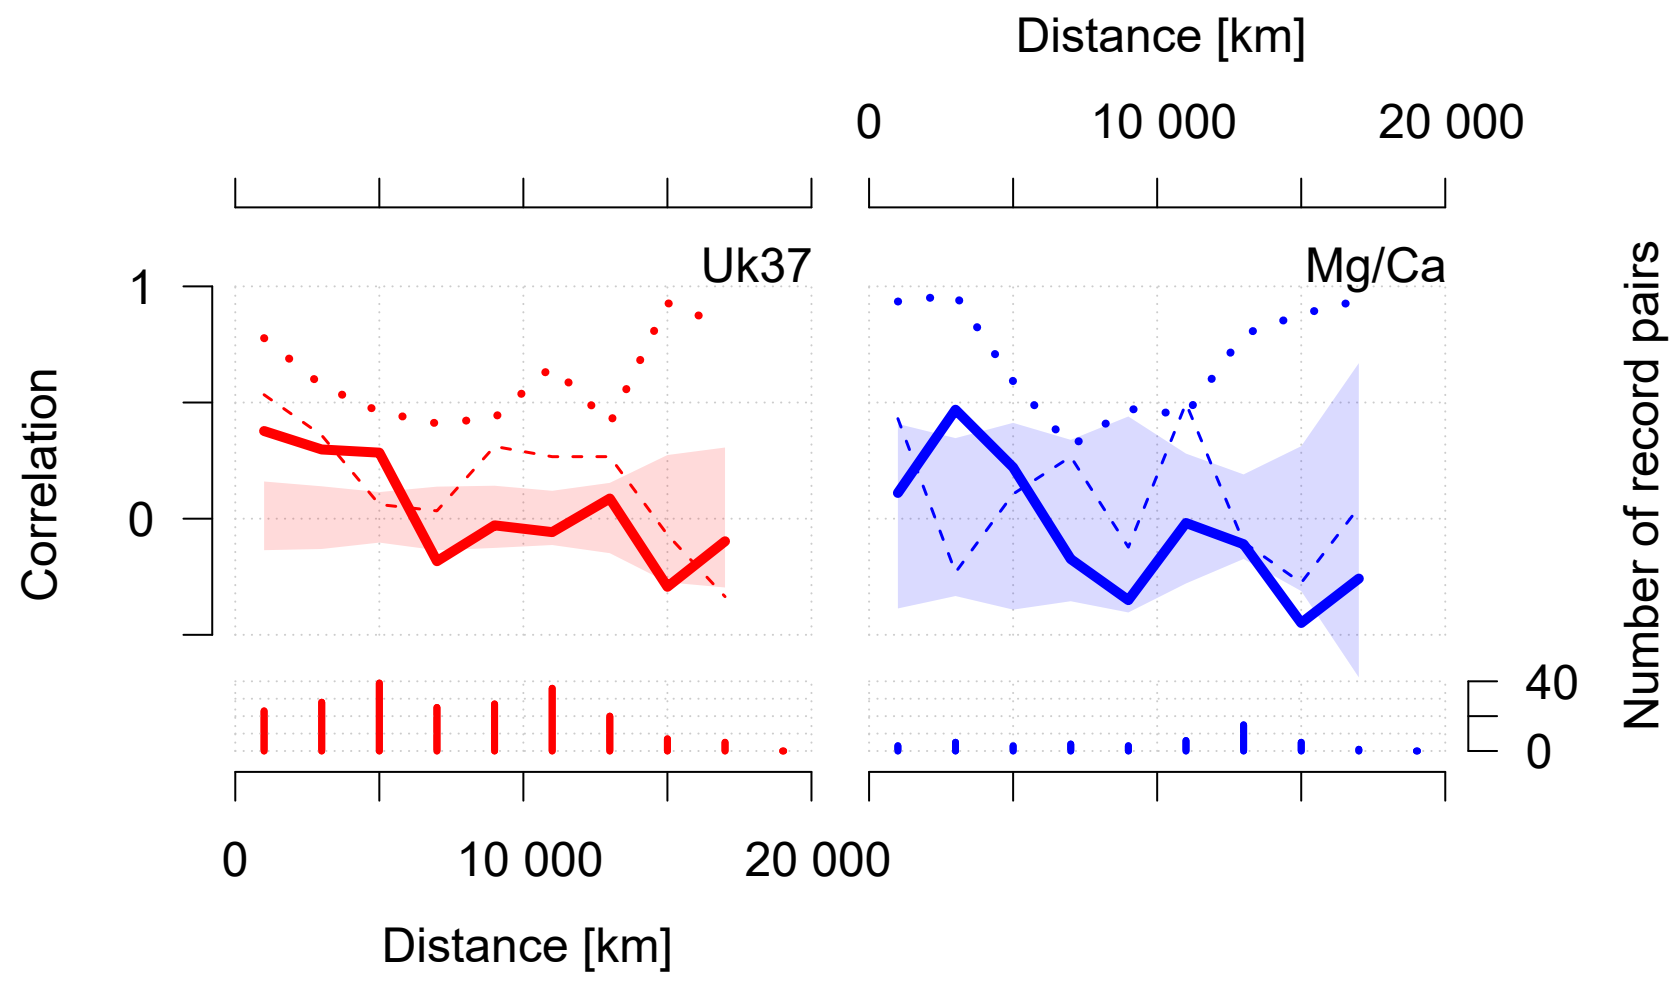 Distance [km]
0 10 000 20 000
Uk37 Mg/Ca
1
0
Correlation
Number of record pairs
40
0
0 10 000 20 000
Distance [km]